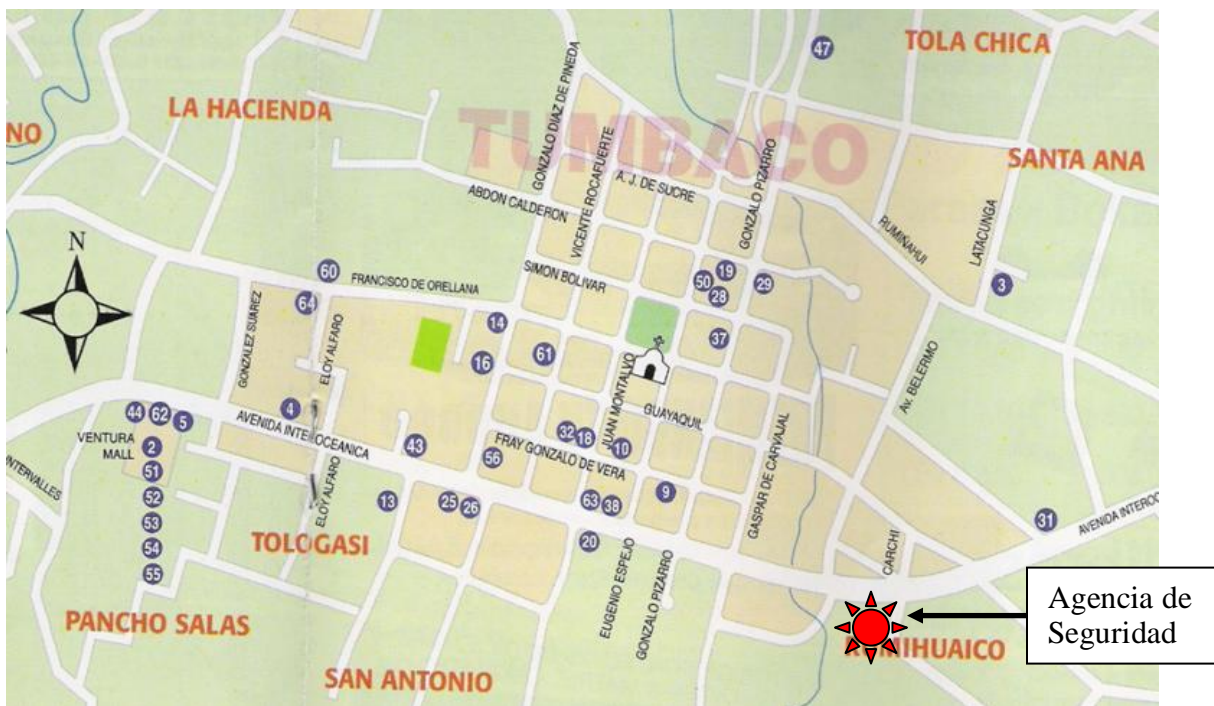 TUMBACO
TOLA CHICA
LA HACIENDA
NO
SANTA ANA
47
GONZALO DIAZ DE PINEDA
VICENTE ROCAFUERTE
A. J. DE SUCRE
ABDON CALDERON
GONZALO PIZARRO
RUMIÑAHUI
LATACUNGA
N
60
FRANCISCO DE ORELLANA
SIMON BOLIVAR
50
19
28
29
3
64
14
37
GONZALEZ SUAREZ
ELOY ALFARO
16
61
JUAN MONTALVO
Av. BELERMO
44
62
5
4
AVENIDA INTEROCEANICA
GUAYAQUIL
VENTURA
MALL
2
43
32
18
10
FRAY GONZALO DE VERA
56
GASPAR DE CARVAJAL
INTERVALLES
51
52
53
54
55
ELOY ALFARO
13
25
26
63
38
9
31
AVENIDA INTEROC
TOLOGASI
20
EUGENIO ESPEJO
GONZALO PIZARRO
CARCHI
PANCHO SALAS
SAN ANTONIO
RUMIHUAICO
Agencia de
Seguridad